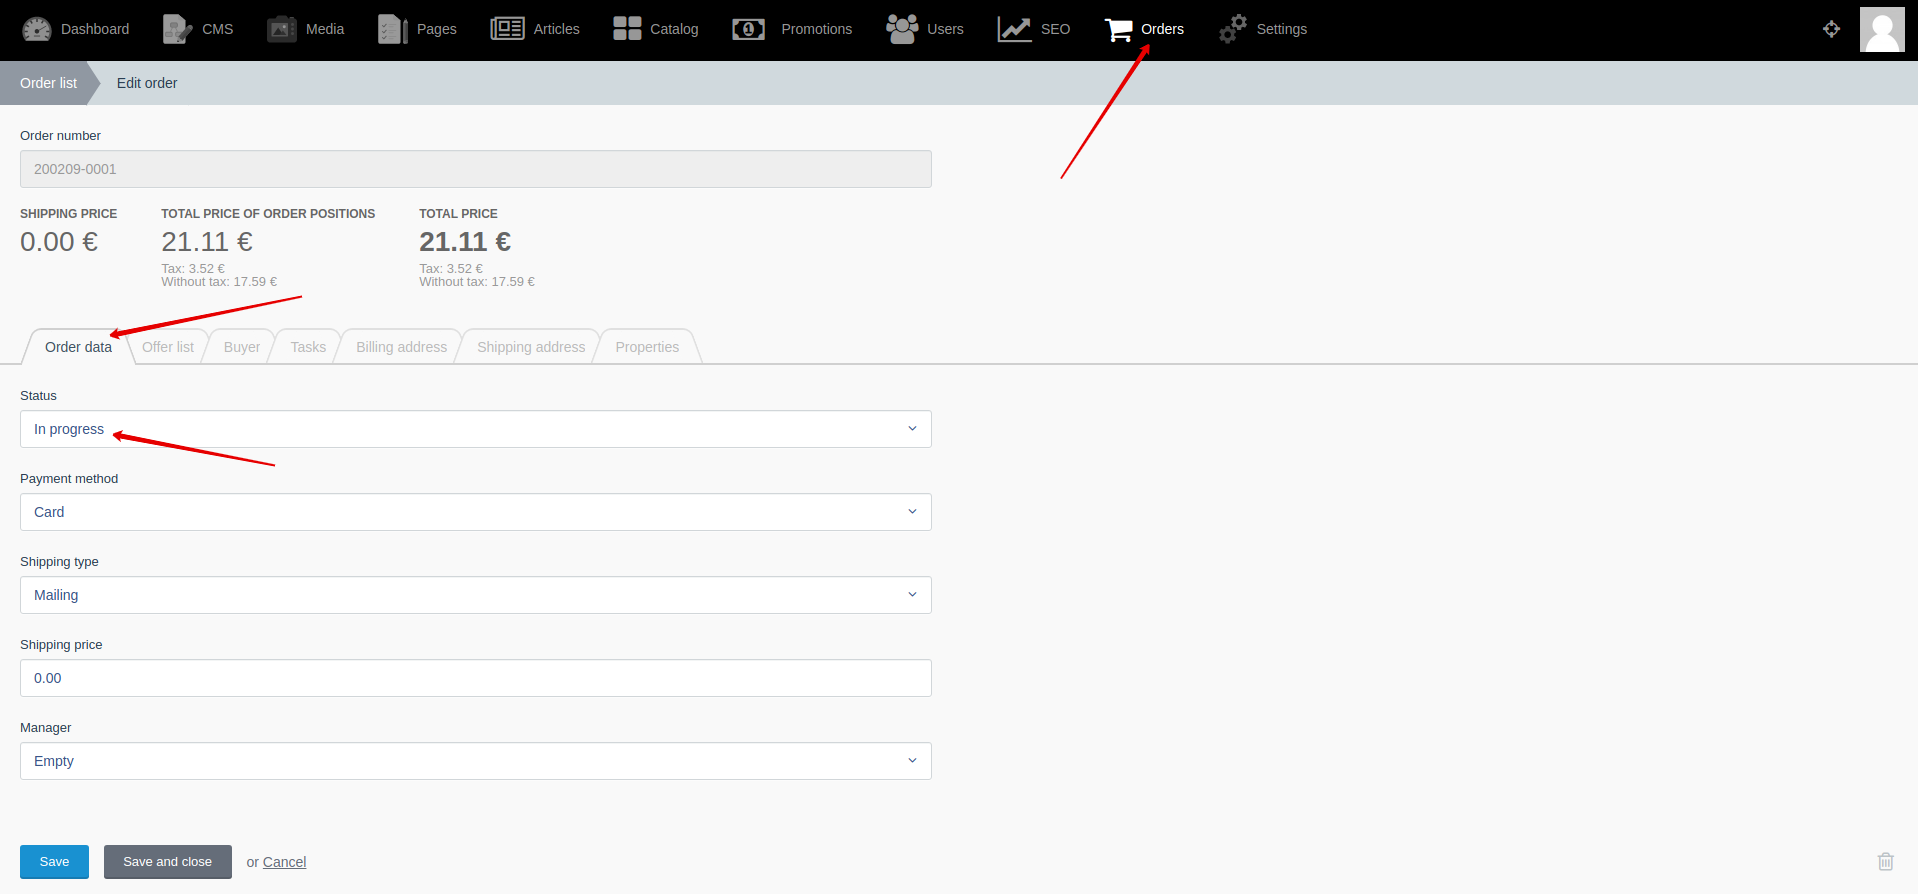 Dashboard CMS Media Pages Articles Catalog Promotions Users SEO Orders Settings
Order list Edit order
Order number
200209-0001
SHIPPING PRICE TOTAL PRICE OF ORDER POSITIONS TOTAL PRICE
0.00 € 21.11 € 21.11 €
Tax: 3.52 € Tax: 3.52 €
Without tax: 17.59 € Without tax: 17.59 €
Order data Offer list Buyer Tasks Billing address Shipping address Properties
Status
In progress
Payment method
Card
Shipping type
Mailing
Shipping price
0.00
Manager
Empty
Save Save and close or Cancel